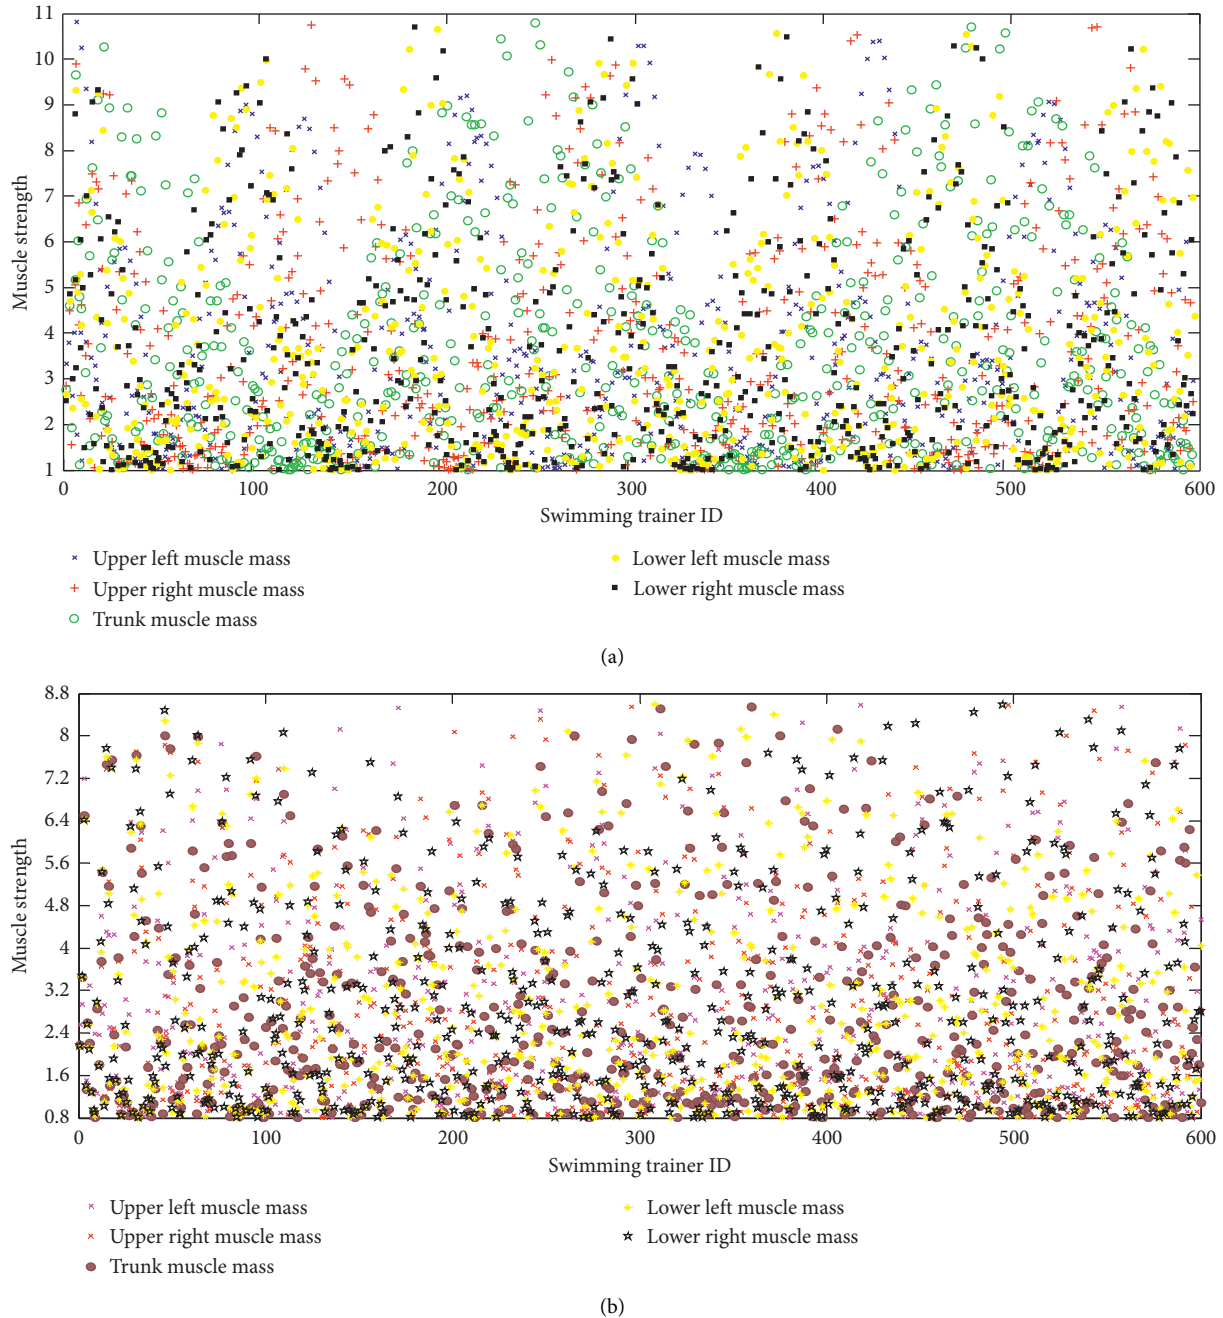 11
10
9
8
7
6
5
4
3
2
1
Muscle strength
0 100 200 300 400 500 600
Swimming trainer ID
Upper left muscle mass
Upper right muscle mass
Trunk muscle mass
Lower left muscle mass
Lower right muscle mass
(a)
8.8
8
7.2
6.4
5.6
4.8
4
3.2
2.4
1.6
0.8
Muscle strength
0 100 200 300 400 500 600
Swimming trainer ID
Upper left muscle mass
Upper right muscle mass
Trunk muscle mass
Lower left muscle mass
Lower right muscle mass
(b)